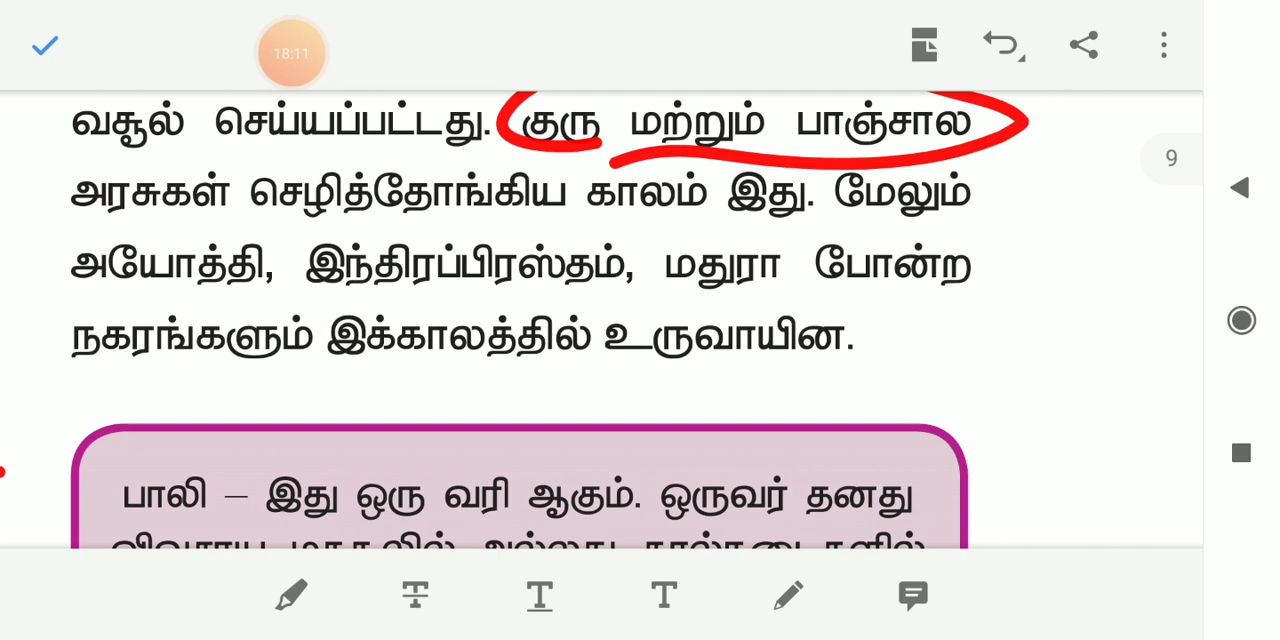 18:11
வசூல் செய்யப்பட்டது. குரு மற்றும் பாஞ்சால
9
அரசுகள் செழித்தோங்கிய காலம் இது. மேலும்
அயோத்தி, இந்திரப்பிரஸ்தம், மதுரா போன்ற
நகரங்களும் இக்காலத்தில் உருவாயின.
பாலி – இது ஒரு வரி ஆகும். ஒருவர் தனது